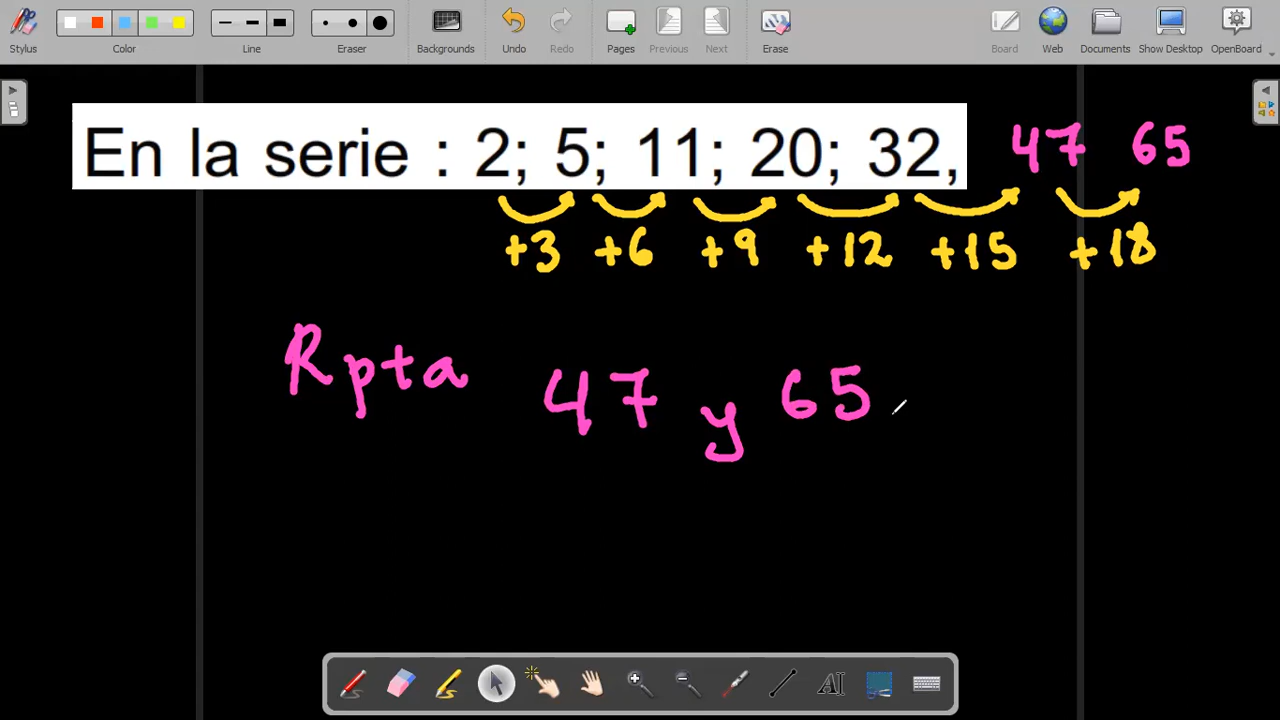 Stylus Color Line Eraser Backgrounds Undo Redo Pages Previous Next Erase Board Web Documents Show Desktop OpenBoard
En la serie : 2; 5; 11; 20; 32, 47 65
+3 +6 +9 +12 +15 +18
Rpta 47 y 65
AI